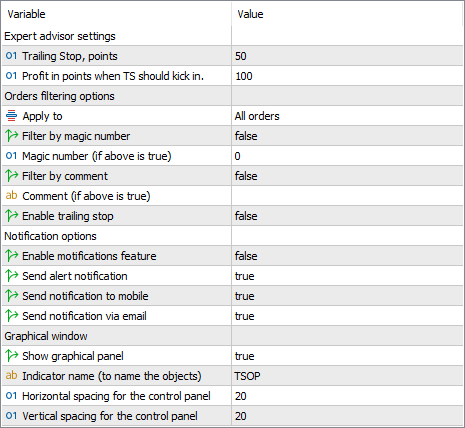 Variable Value
Expert advisor settings
01 Trailing Stop, points 50
01 Profit in points when TS should kick in. 100
Orders filtering options
Apply to All orders
Filter by magic number false
01 Magic number (if above is true) 0
Filter by comment false
ab Comment (if above is true)
Enable trailing stop false
Notification options
Enable motifications feature false
Send alert notification true
Send notification to mobile true
Send notification via email true
Graphical window
Show graphical panel true
ab Indicator name (to name the objects) TSOP
01 Horizontal spacing for the control panel 20
01 Vertical spacing for the control panel 20